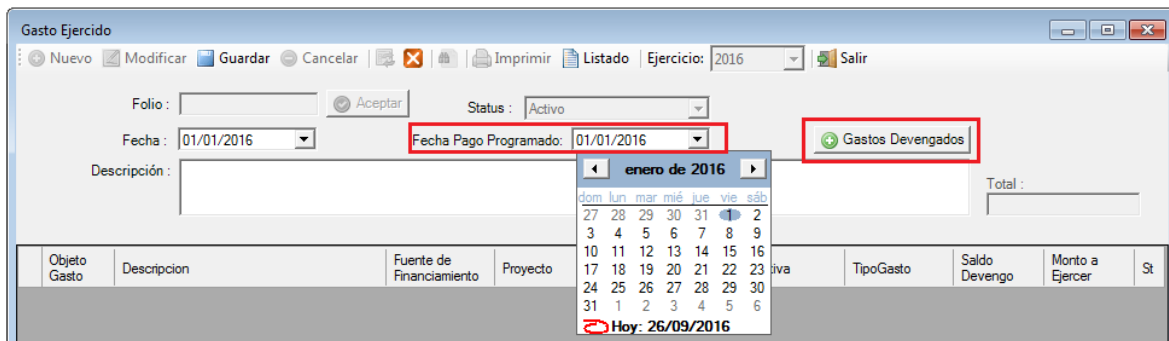 Gasto Ejercido
Nuevo Modificar Guardar Cancelar Imprimir Listado Ejercicio: 2016 Salir
Folio : Aceptar Status : Activo
Fecha : 01/01/2016 Fecha Pago Programado: 01/01/2016 Gastos Devengados
Descripción :
Total :
enero de 2016
dom lun mar mié jue vie sáb
27 28 29 30 31 1 2
3 4 5 6 7 8 9
10 11 12 13 14 15 16
17 18 19 20 21 22 23
24 25 26 27 28 29 30
31 1 2 3 4 5 6
Hoy: 26/09/2016
Objeto Gasto Descripcion Fuente de Financiamiento Proyecto iva TipoGasto Saldo Devengo Monto a Ejercer St